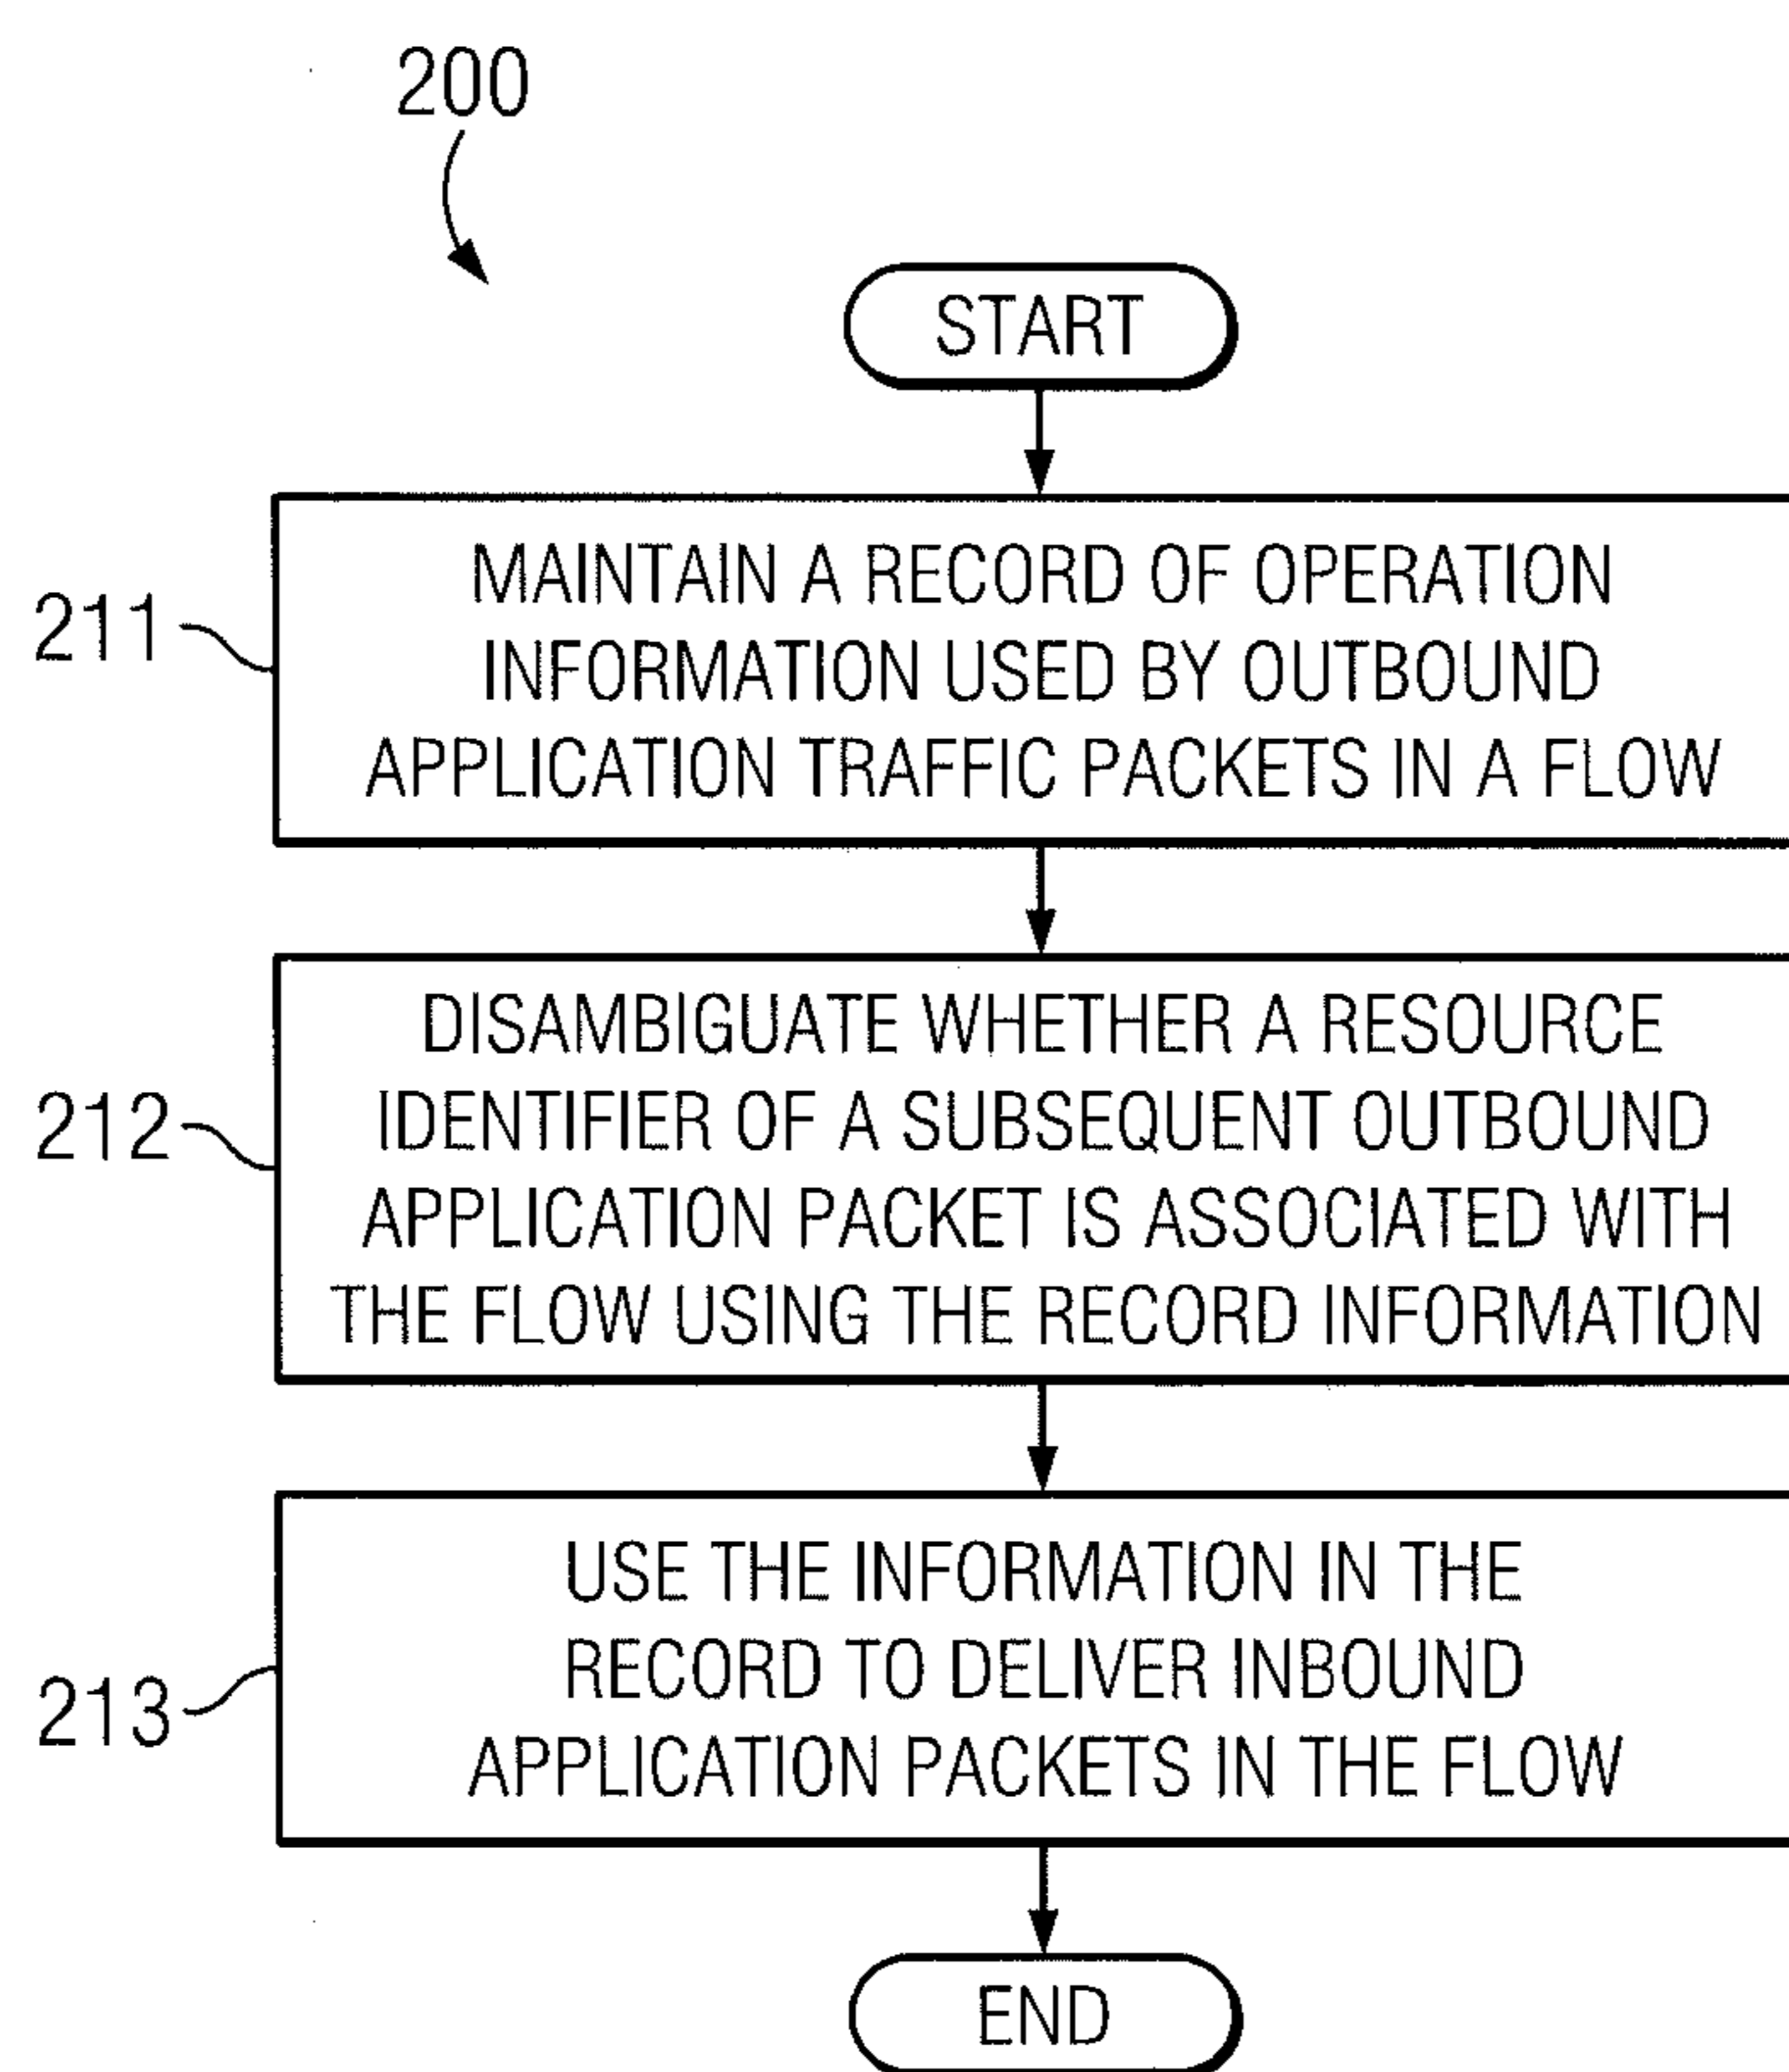 200
START
211
MAINTAIN A RECORD OF OPERATION
INFORMATION USED BY OUTBOUND
APPLICATION TRAFFIC PACKETS IN A FLOW
212
DISAMBIGUATE WHETHER A RESOURCE
IDENTIFIER OF A SUBSEQUENT OUTBOUND
APPLICATION PACKET IS ASSOCIATED WITH
THE FLOW USING THE RECORD INFORMATION
213
USE THE INFORMATION IN THE
RECORD TO DELIVER INBOUND
APPLICATION PACKETS IN THE FLOW
END